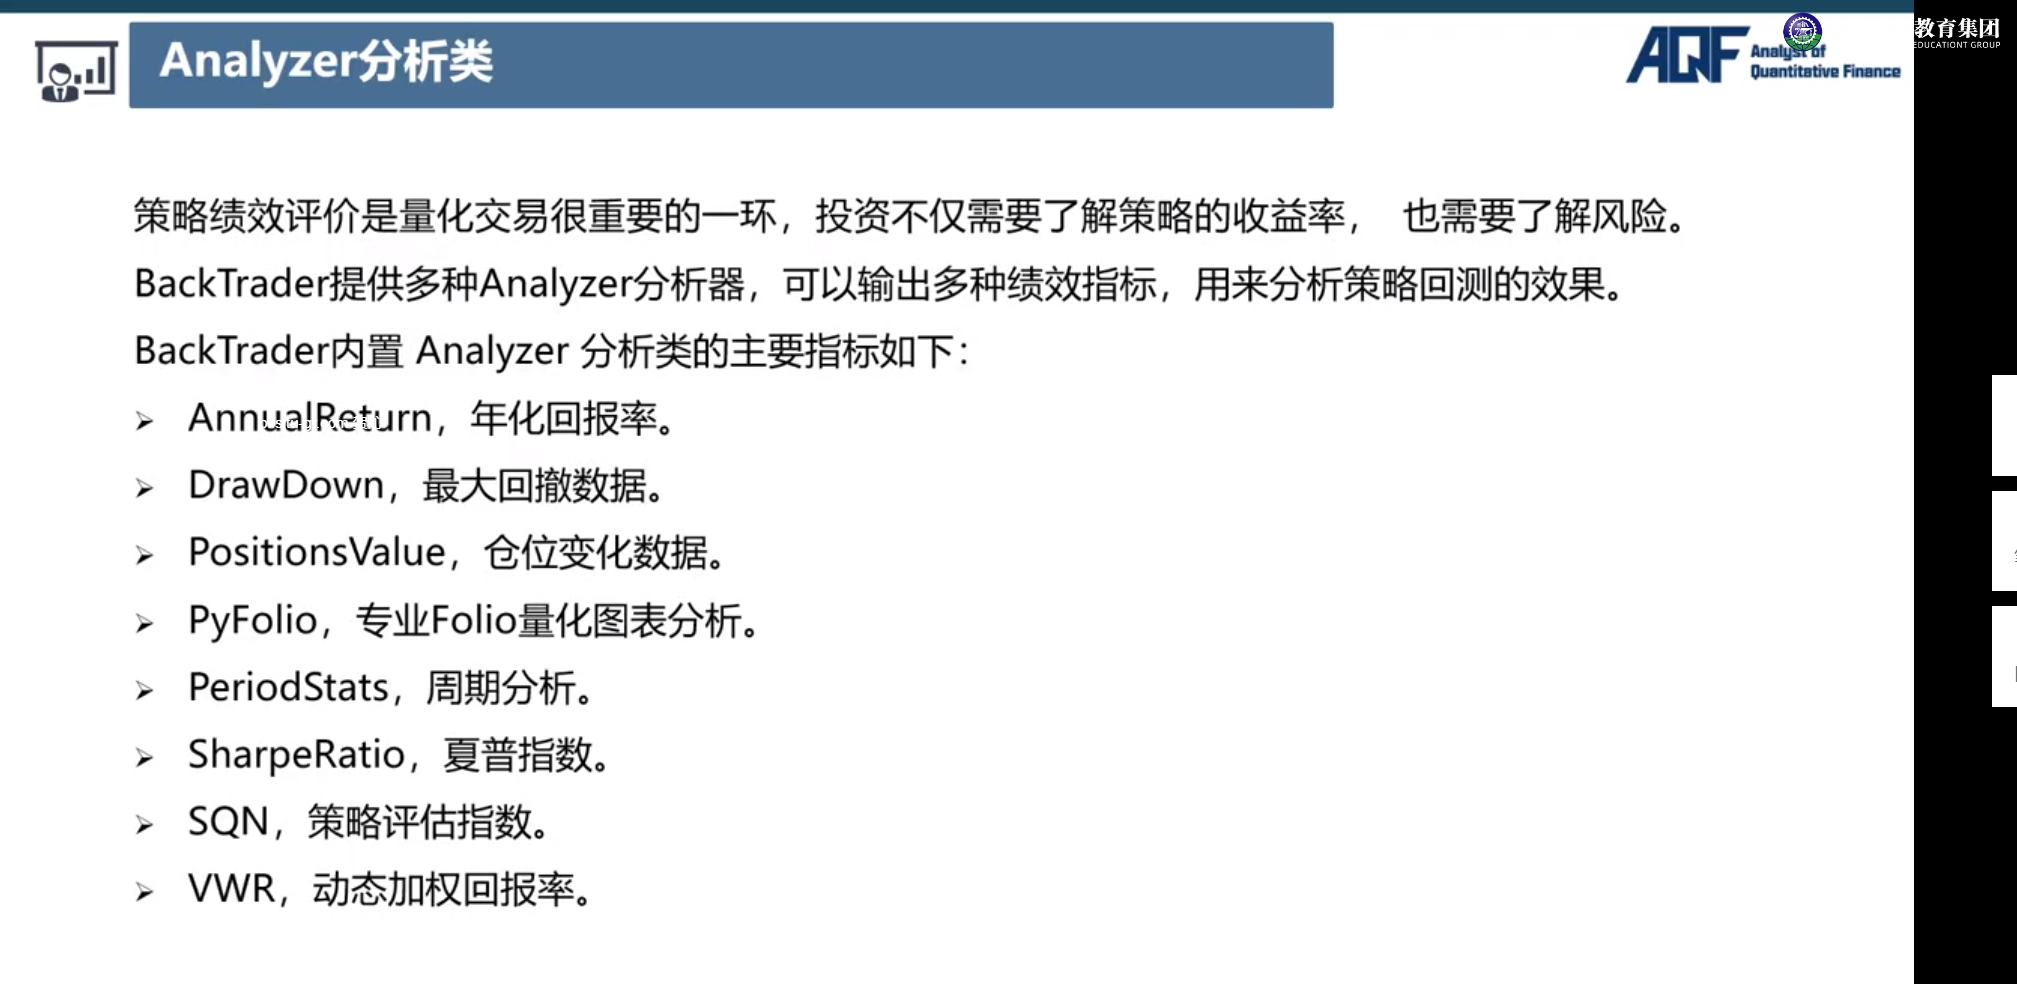 Analyzer分析类
AQF Analyst of
Quantitative Finance
教育集团
EDUCATIONT GROUP
策略绩效评价是量化交易很重要的一环，投资不仅需要了解策略的收益率， 也需要了解风险。
BackTrader提供多种Analyzer分析器，可以输出多种绩效指标，用来分析策略回测的效果。
BackTrader内置 Analyzer 分析类的主要指标如下：
➢ AnnualReturn，年化回报率。
➢ DrawDown，最大回撤数据。
➢ PositionsValue，仓位变化数据。
➢ PyFolio，专业Folio量化图表分析。
➢ PeriodStats，周期分析。
➢ SharpeRatio，夏普指数。
➢ SQN，策略评估指数。
➢ VWR，动态加权回报率。